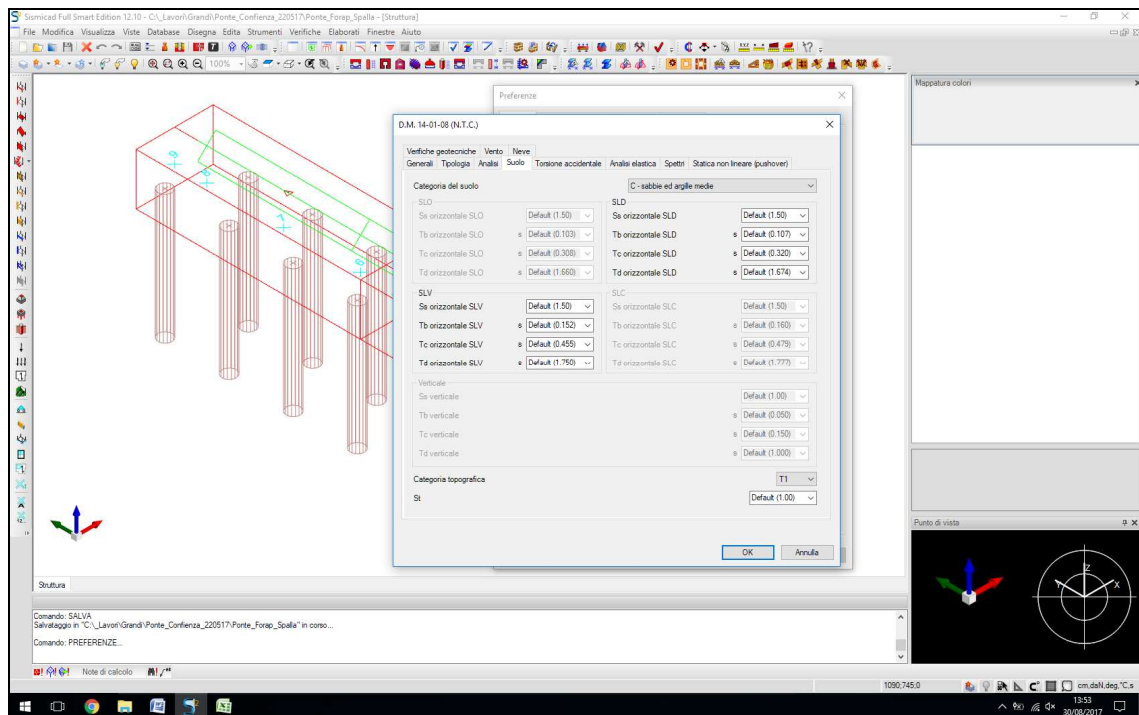 Sismicad Full Smart Edition 12.10 - C:\_Lavori\Grandi\Ponte_Confienza_220517\Ponte_Forap_Spalla - [Struttura]
File Modifica Visualizza Viste Database Disegna Edita Strumenti Verifiche Elaborati Finestre Aiuto
100%
Mappatura colori
Preferenze
D.M. 14-01-08 (N.T.C.)
Verifiche geotecniche Vento Neve
Generali Tipologia Analisi Suolo Torsione accidentale Analisi elastica Spettri Statica non lineare (pushover)
Categoria del suolo C - sabbie ed argille medie
SLO SLD
Ss orizzontale SLO Default (1.50) Ss orizzontale SLD Default (1.50)
Tb orizzontale SLO s Default (0.103) Tb orizzontale SLD s Default (0.107)
Tc orizzontale SLO s Default (0.308) Tc orizzontale SLD s Default (0.320)
Td orizzontale SLO s Default (1.660) Td orizzontale SLD s Default (1.674)
SLV SLC
Ss orizzontale SLV Default (1.50) Ss orizzontale SLC Default (1.50)
Tb orizzontale SLV s Default (0.152) Tb orizzontale SLC s Default (0.160)
Tc orizzontale SLV s Default (0.455) Tc orizzontale SLC s Default (0.479)
Td orizzontale SLV s Default (1.750) Td orizzontale SLC s Default (1.777)
Verticale
Ss verticale Default (1.00)
Tb verticale s Default (0.050)
Tc verticale s Default (0.150)
Td verticale s Default (1.000)
Categoria topografica T1
St Default (1.00)
OK Annulla
Punto di vista
Z
Y X
Struttura
Comando: SALVA
Salvataggio in "C:\_Lavori\Grandi\Ponte_Confienza_220517\Ponte_Forap_Spalla" in corso...
Comando: PREFERENZE...
Note di calcolo
1090;745;0 cm,daN,deg,°C,s
13:53
30/08/2017